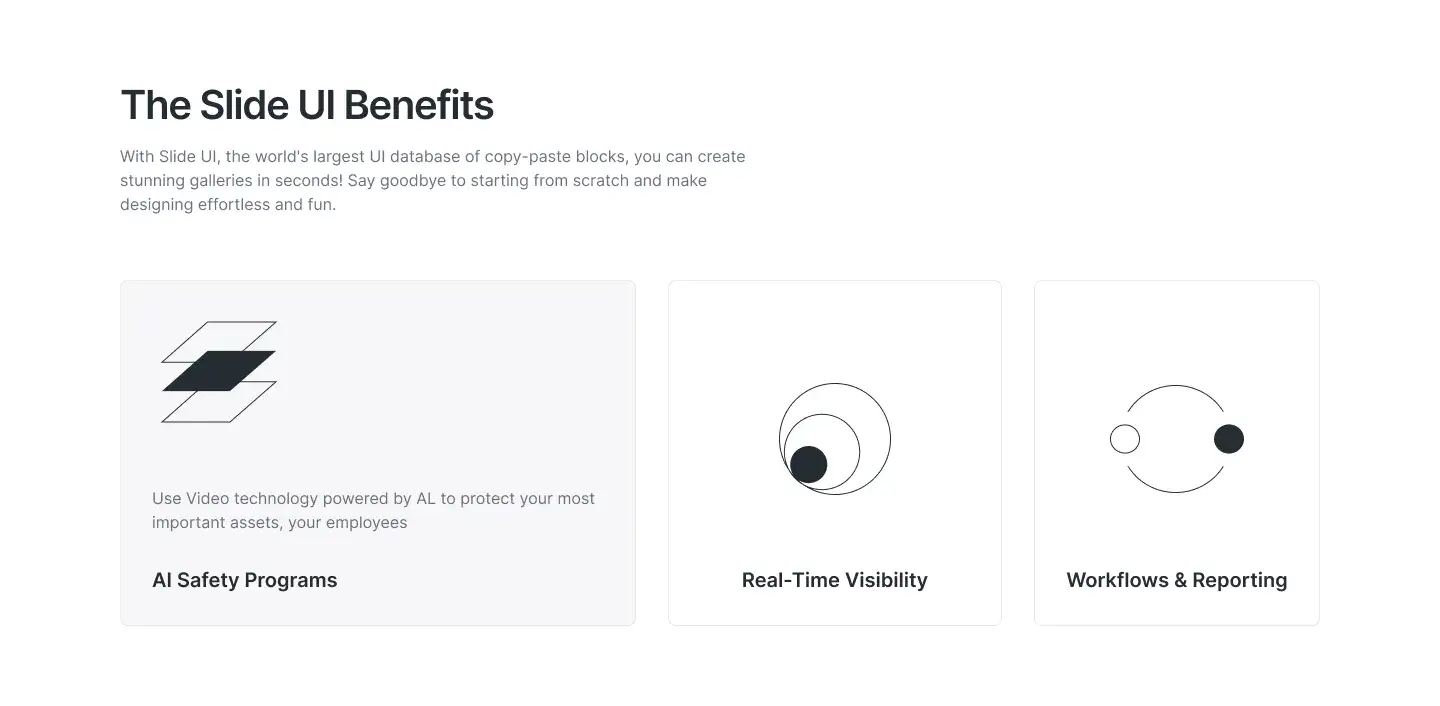 The Slide UI Benefits
With Slide UI, the world's largest UI database of copy-paste blocks, you can create
stunning galleries in seconds! Say goodbye to starting from scratch and make
designing effortless and fun.
Use Video technology powered by AL to protect your most
important assets, your employees
AI Safety Programs
Real-Time Visibility
Workflows & Reporting